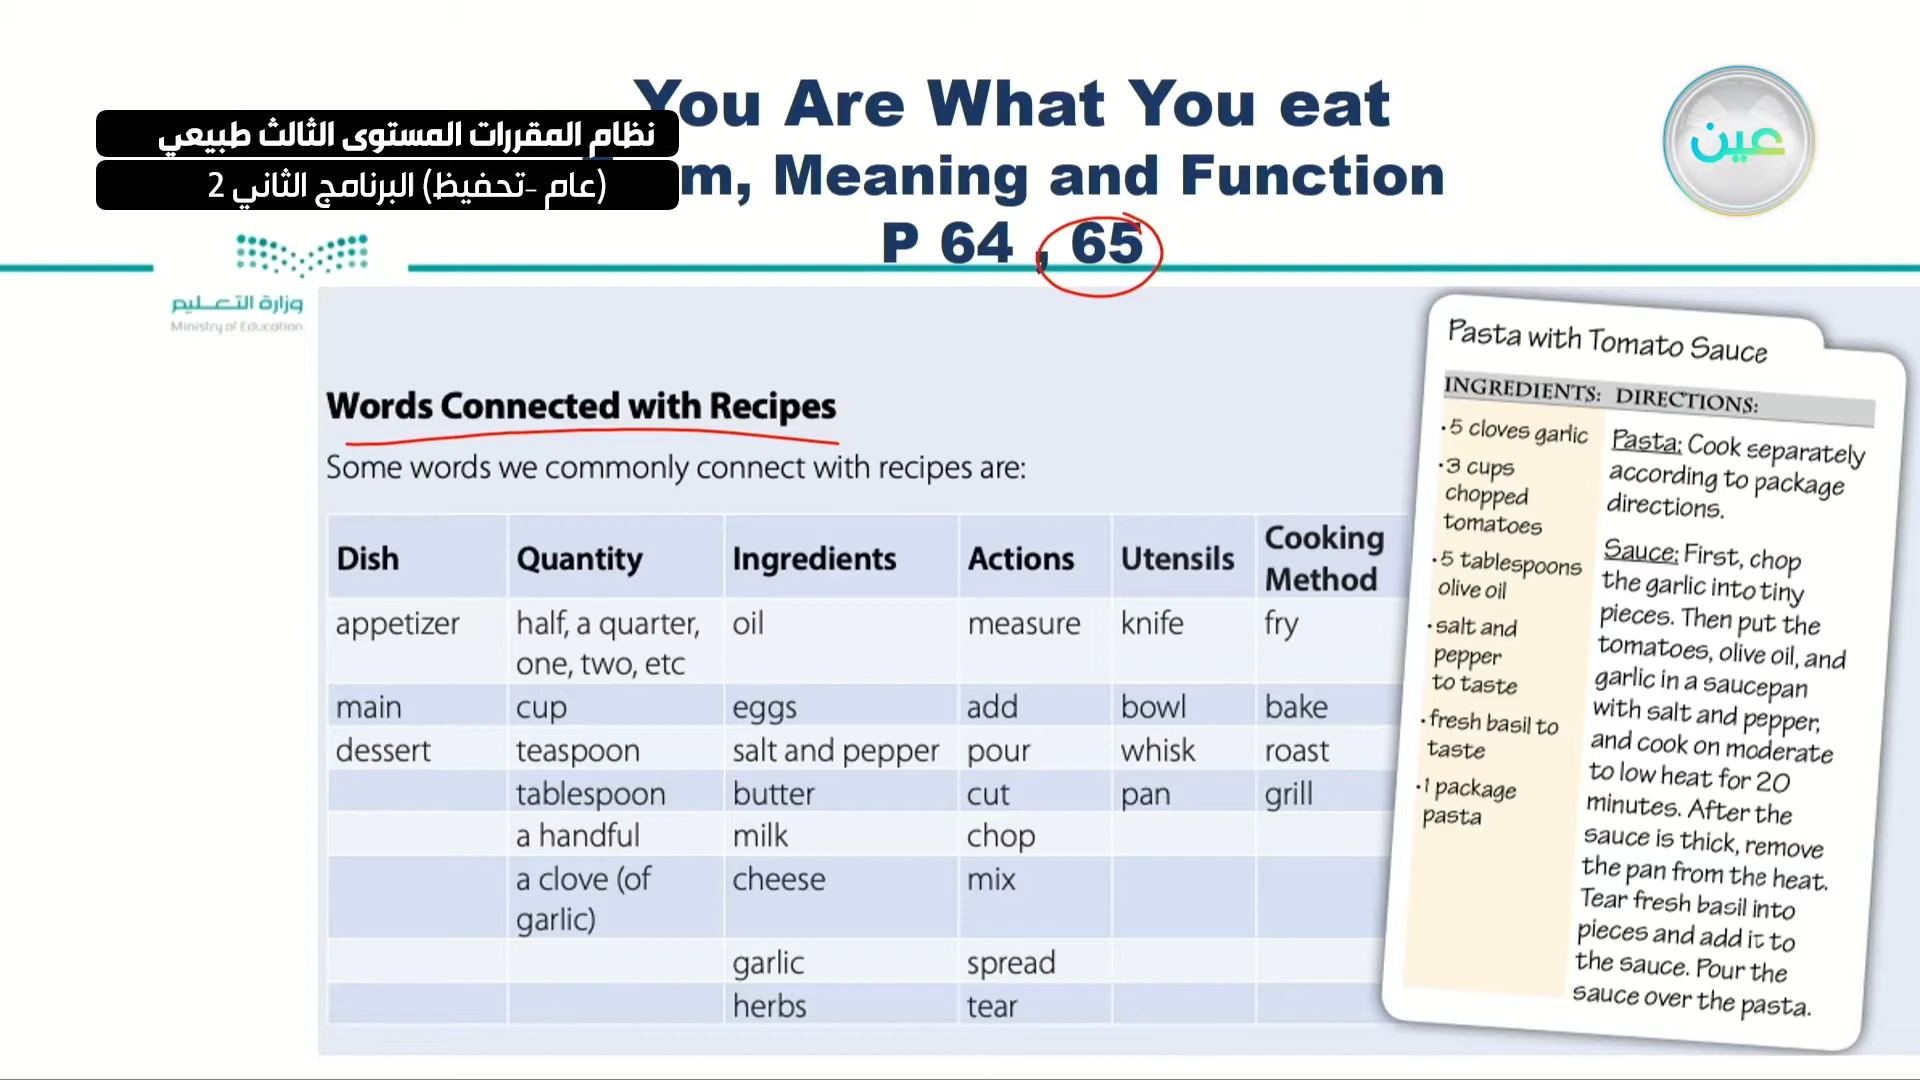 You Are What You eat
نظام المقررات المستوى الثالث طبيعي
(عام -تحفيظ) البرنامج الثاني 2
m, Meaning and Function
P 64 , 65
عين
وزارة التعليم
Ministry of Education
Words Connected with Recipes
Some words we commonly connect with recipes are:
Dish Quantity Ingredients Actions Utensils Cooking Method
appetizer half, a quarter, one, two, etc oil measure knife fry
main cup eggs add bowl bake
dessert teaspoon salt and pepper pour whisk roast
tablespoon butter cut pan grill
a handful milk chop
a clove (of garlic) cheese mix
garlic spread
herbs tear
Pasta with Tomato Sauce
INGREDIENTS: DIRECTIONS:
•5 cloves garlic
•3 cups
chopped
tomatoes
•5 tablespoons
olive oil
•salt and
pepper
to taste
•fresh basil to
taste
•1 package
pasta
Pasta: Cook separately
according to package
directions.
Sauce: First, chop
the garlic into tiny
pieces. Then put the
tomatoes, olive oil, and
garlic in a saucepan
with salt and pepper,
and cook on moderate
to low heat for 20
minutes. After the
sauce is thick, remove
the pan from the heat.
Tear fresh basil into
pieces and add it to
the sauce. Pour the
sauce over the pasta.